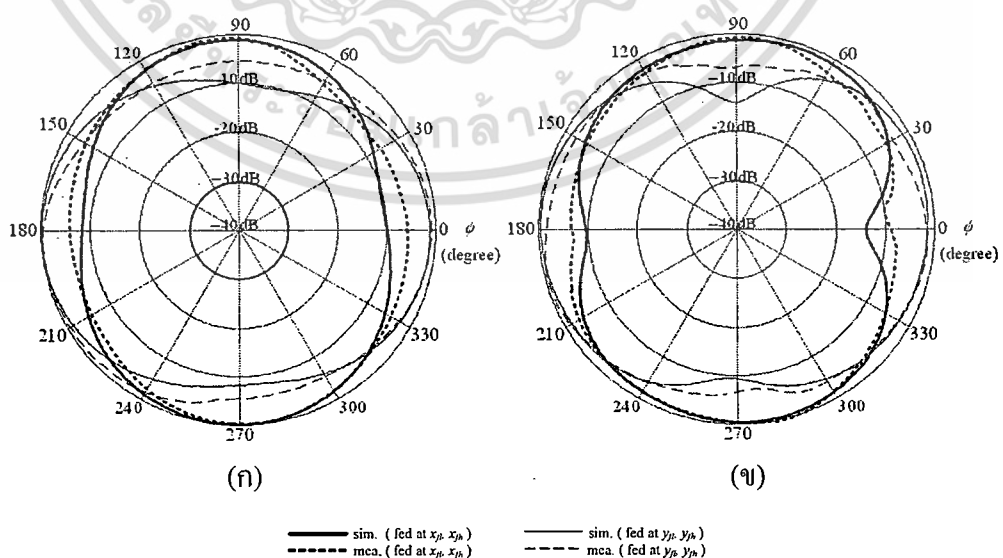 90
120
60
150
30
180
0 ϕ
(degree)
210
330
240
300
270
-10dB
-20dB
-30dB
-40dB
(ก)
90
120
60
150
30
180
0 ϕ
(degree)
210
330
240
300
270
-10dB
-20dB
-30dB
-40dB
(ข)
sim. ( fed at x_fl, x_fh )
mea. ( fed at x_fl, x_fh )
sim. ( fed at y_fl, y_fh )
mea. ( fed at y_fl, y_fh )